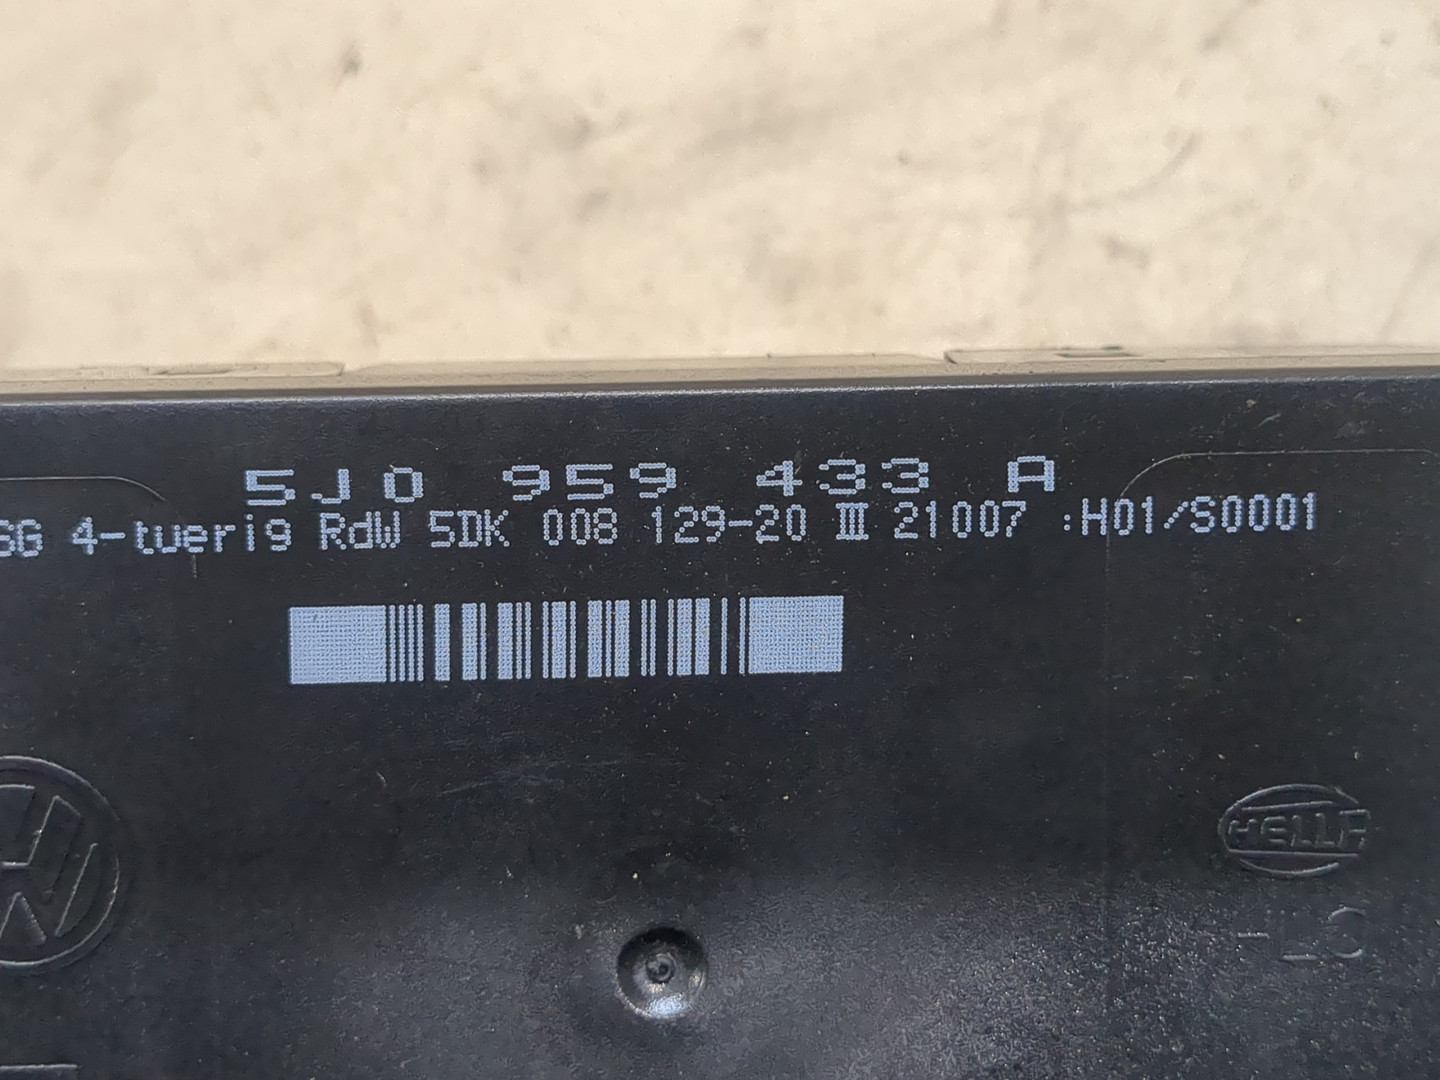 5J0 959 433 A
SG 4-tuerig RdW 5DK 008 129-20 III 21007 :H01/S0001
HELLA